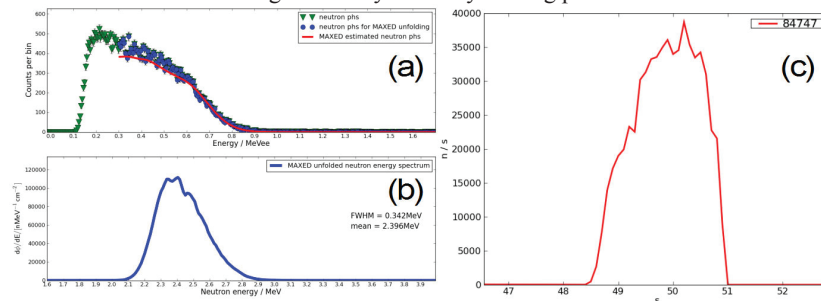 neutron phs
neutron phs for MAXED unfolding
MAXED estimated neutron phs
(a)
Counts per bin
600
500
400
300
200
100
0
0.0 0.1 0.2 0.3 0.4 0.5 0.6 0.7 0.8 0.9 1.0 1.1 1.2 1.3 1.4 1.5 1.6
Energy / MeVee
MAXED unfolded neutron energy spectrum
(b)
FWHM = 0.342MeV
mean = 2.396MeV
dϕ/dE/[nMeV⁻¹ cm⁻²]
120000
100000
80000
60000
40000
20000
0
1.6 1.7 1.8 1.9 2.0 2.1 2.2 2.3 2.4 2.5 2.6 2.7 2.8 2.9 3.0 3.1 3.2 3.3 3.4 3.5 3.6 3.7 3.8 3.9
Neutron energy / MeV
84747
(c)
n / s
40000
35000
30000
25000
20000
15000
10000
5000
0
47 48 49 50 51 52